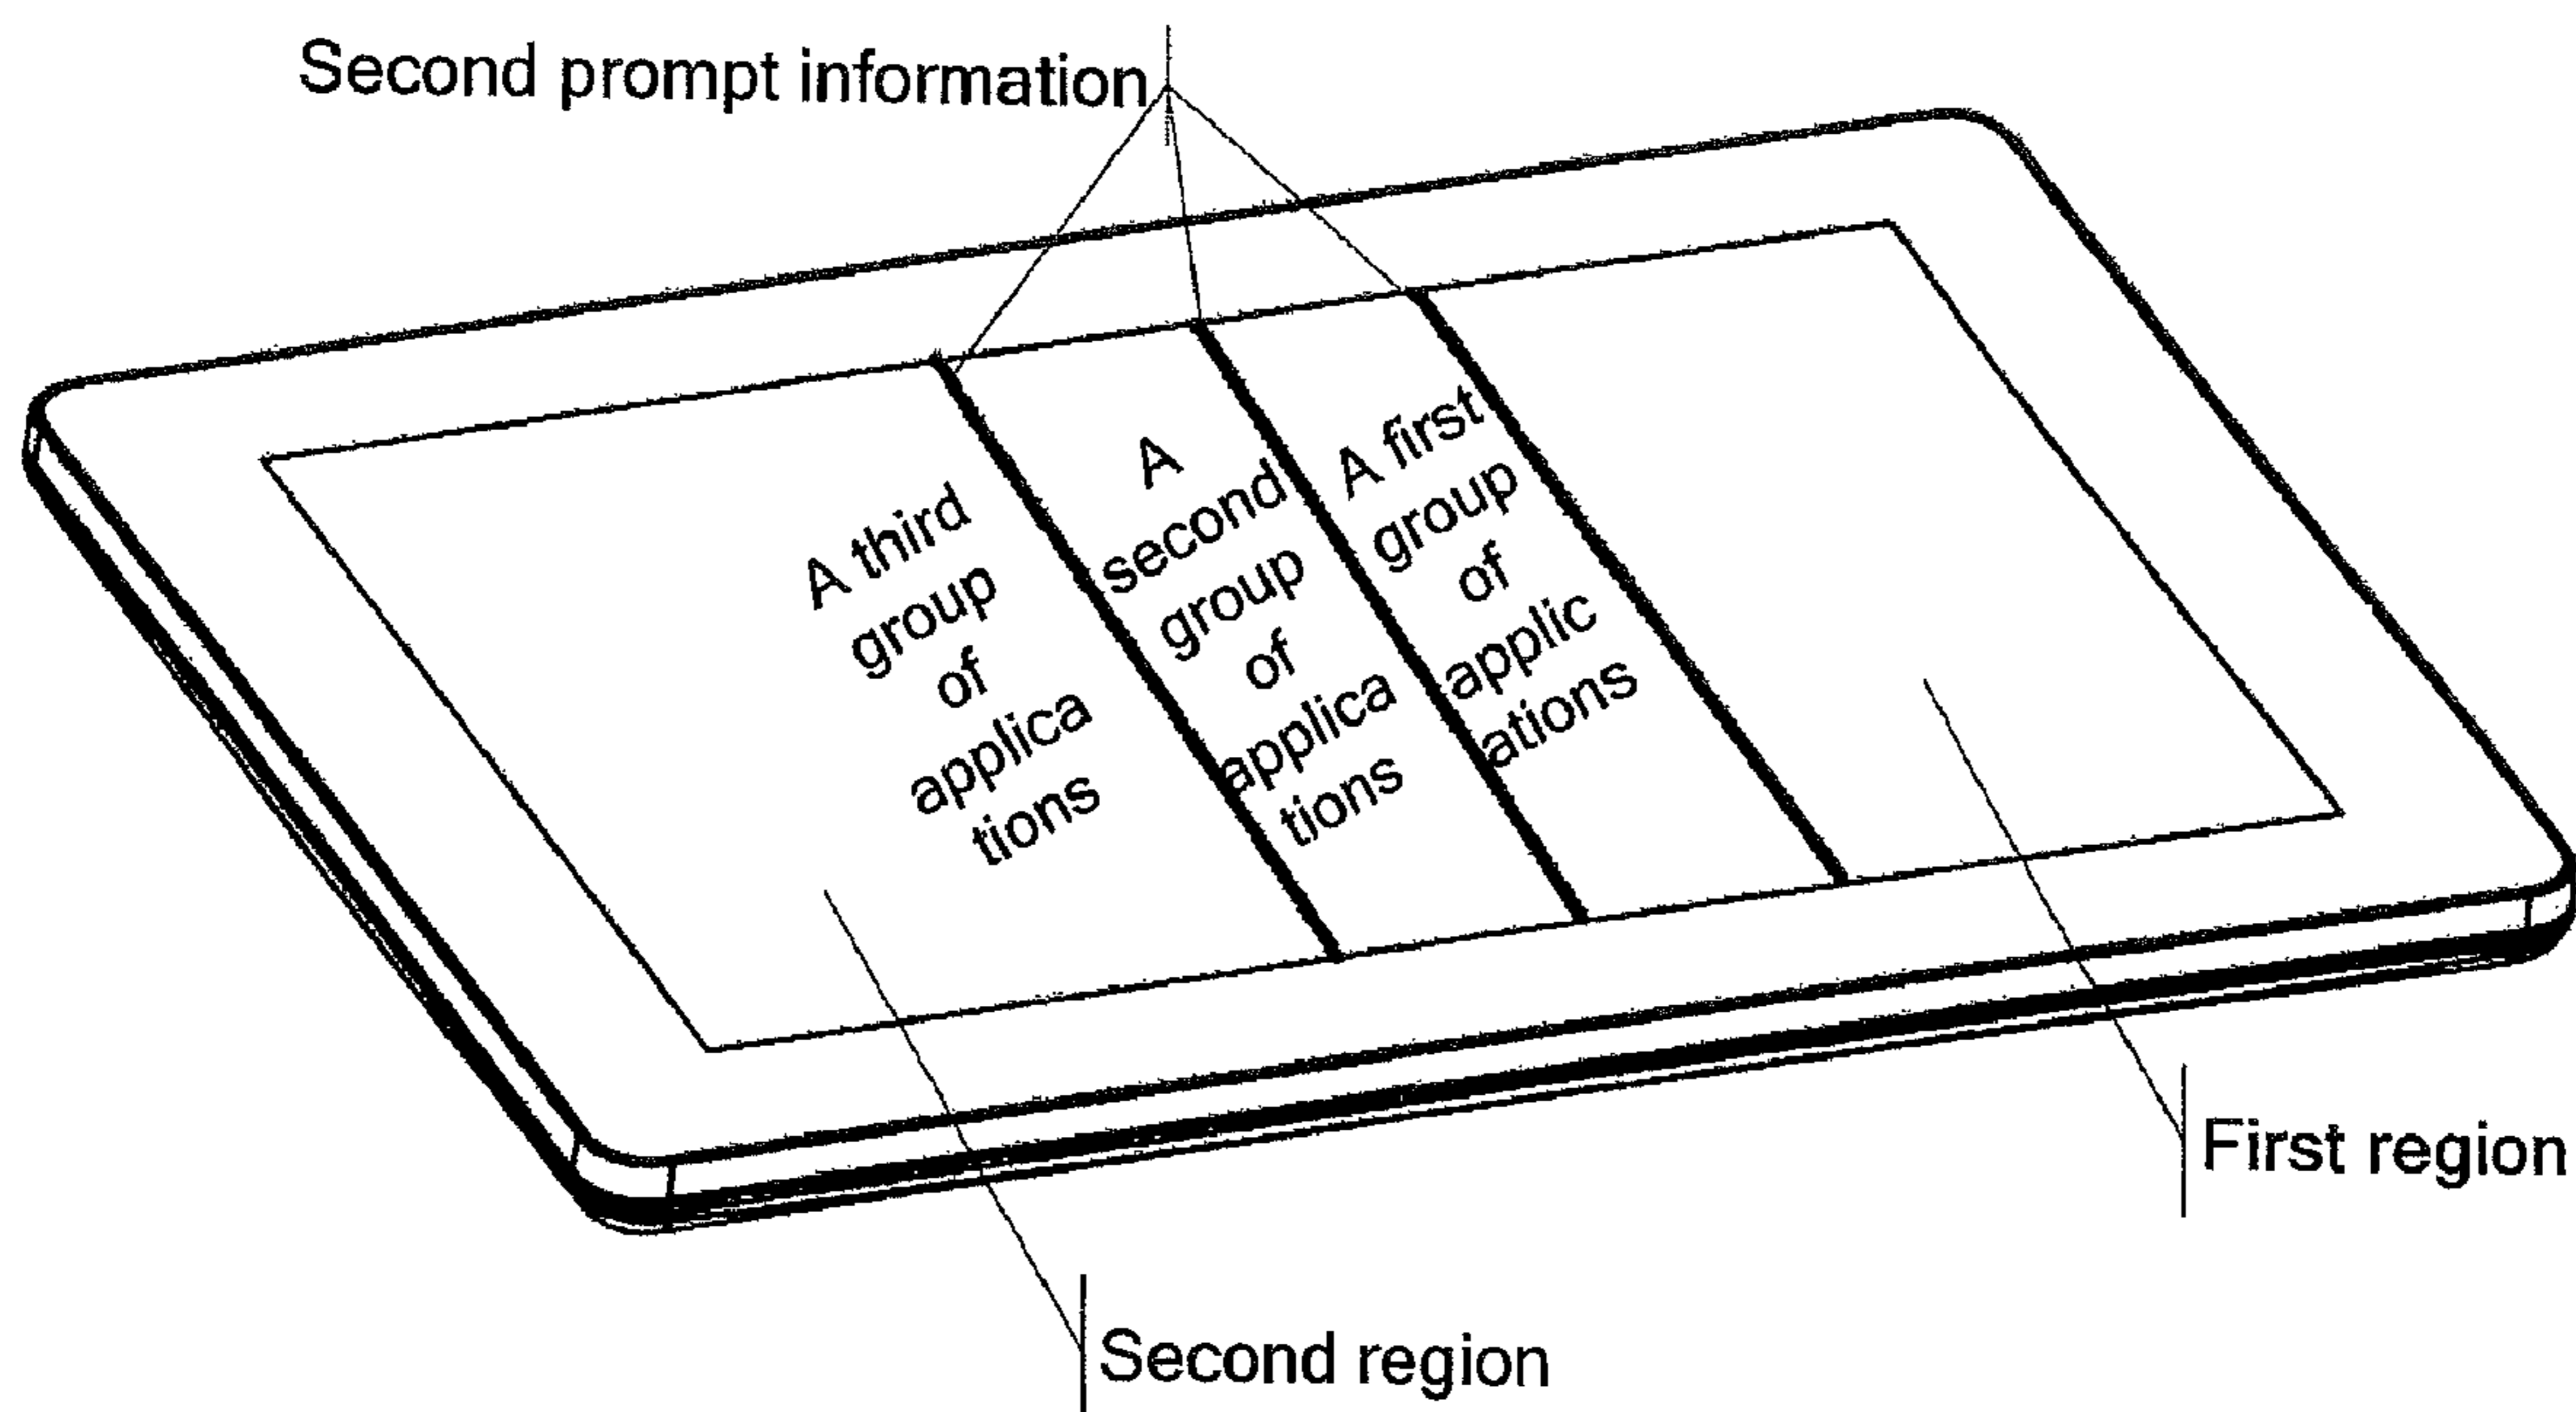 Second prompt information
A third
group
of
applica
tions
A
second
group
of
applica
tions
A first
group
of
applic
ations
First region
Second region